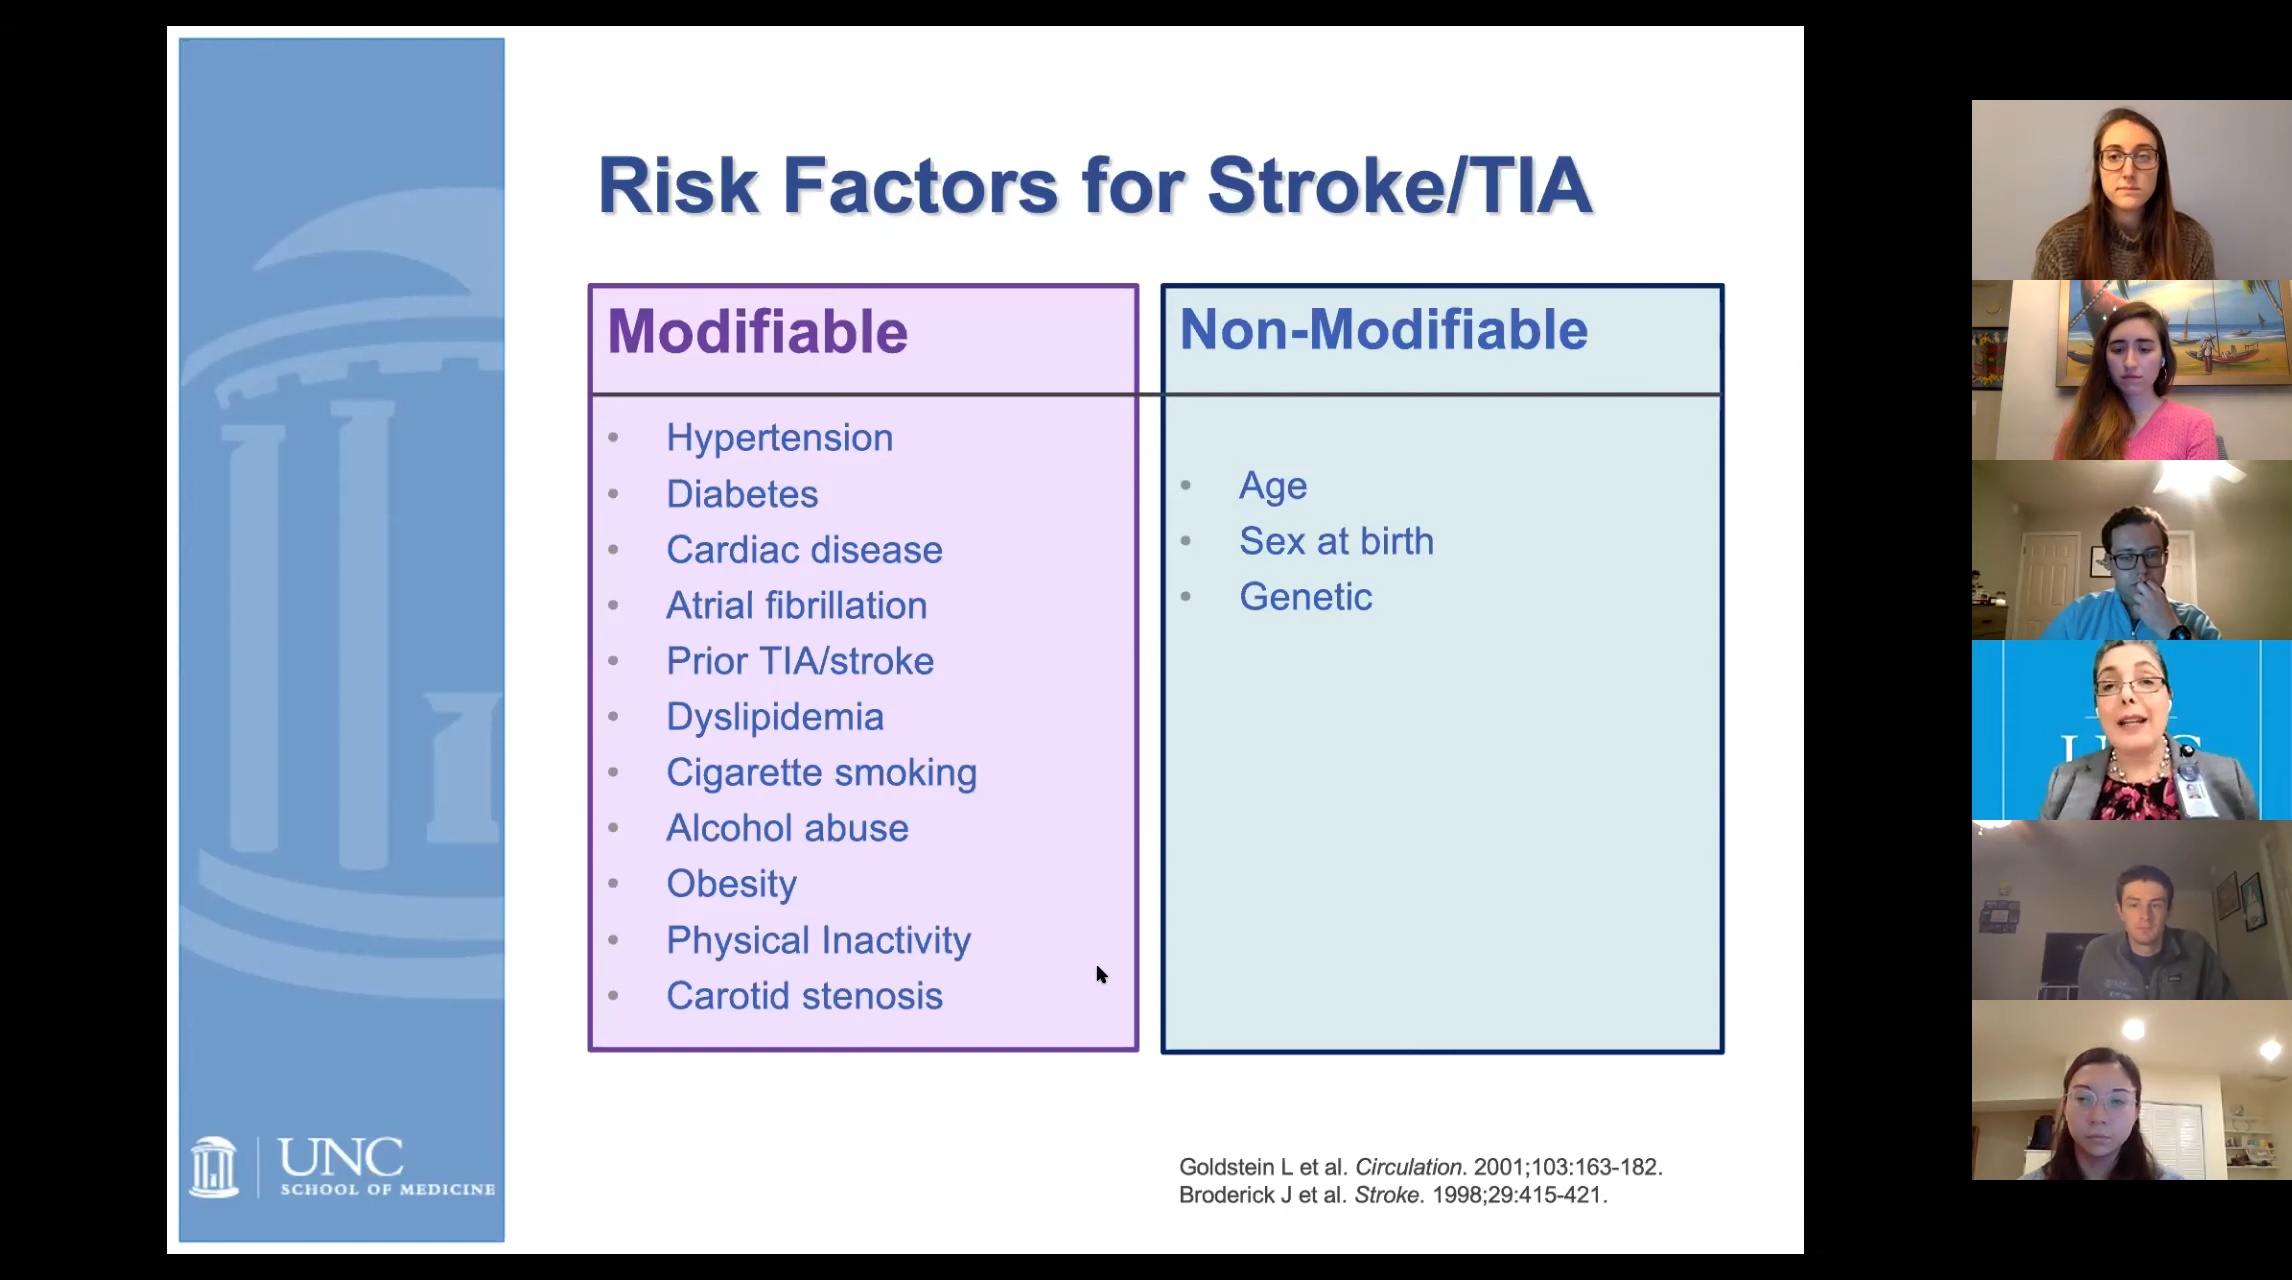 Risk Factors for Stroke/TIA
Modifiable
• Hypertension
• Diabetes
• Cardiac disease
• Atrial fibrillation
• Prior TIA/stroke
• Dyslipidemia
• Cigarette smoking
• Alcohol abuse
• Obesity
• Physical Inactivity
• Carotid stenosis
Non-Modifiable
• Age
• Sex at birth
• Genetic
Goldstein L et al. Circulation. 2001;103:163-182.
Broderick J et al. Stroke. 1998;29:415-421.
UNC
SCHOOL OF MEDICINE